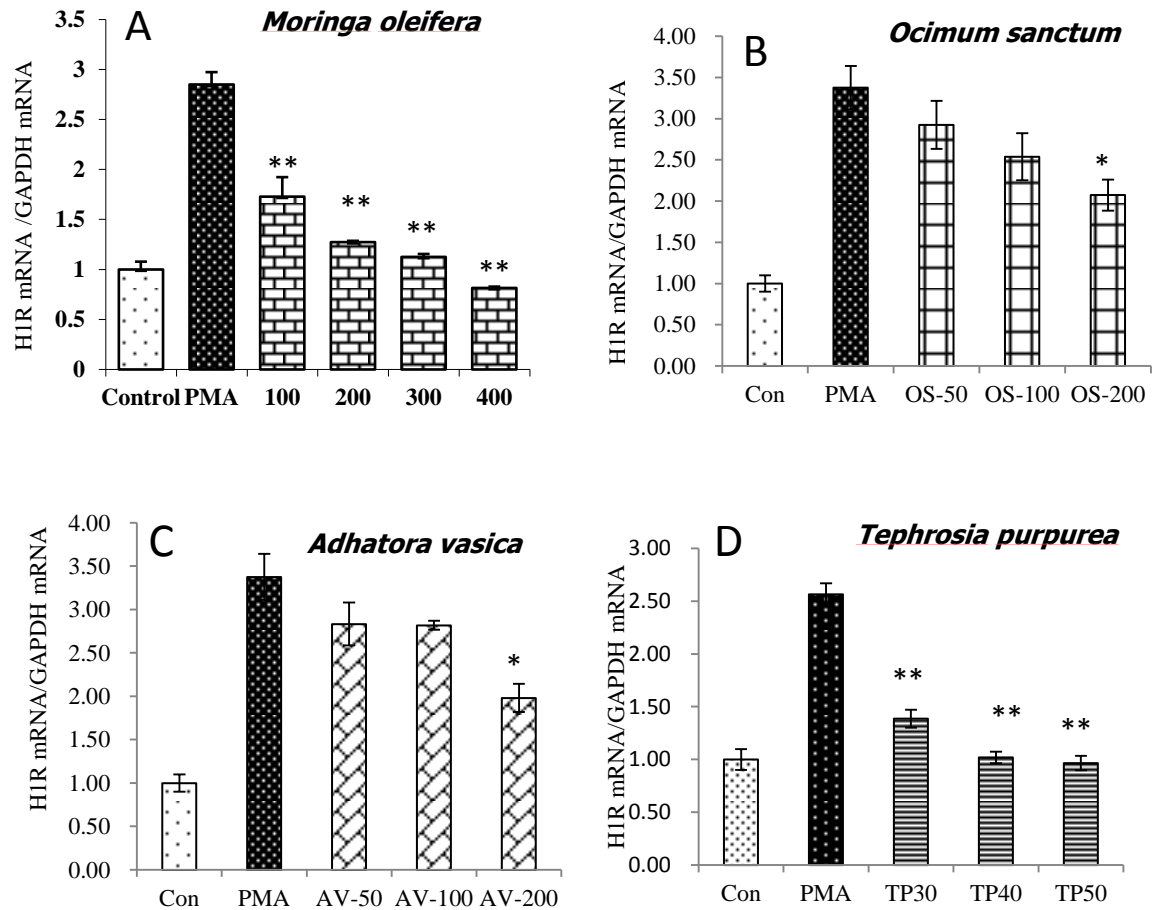 A
Moringa oleifera
H1R mRNA /GAPDH mRNA
3.5
3
2.5
2
1.5
1
0.5
0
**
**
**
**
Control PMA 100 200 300 400
B
Ocimum sanctum
H1R mRNA/GAPDH mRNA
4.00
3.50
3.00
2.50
2.00
1.50
1.00
0.50
0.00
*
Con PMA OS-50 OS-100 OS-200
C
Adhatora vasica
H1R mRNA/GAPDH mRNA
4.00
3.50
3.00
2.50
2.00
1.50
1.00
0.50
0.00
*
Con PMA AV-50 AV-100 AV-200
D
Tephrosia purpurea
H1R mRNA/GAPDH mRNA
3.00
2.50
2.00
1.50
1.00
0.50
0.00
**
**
**
Con PMA TP30 TP40 TP50